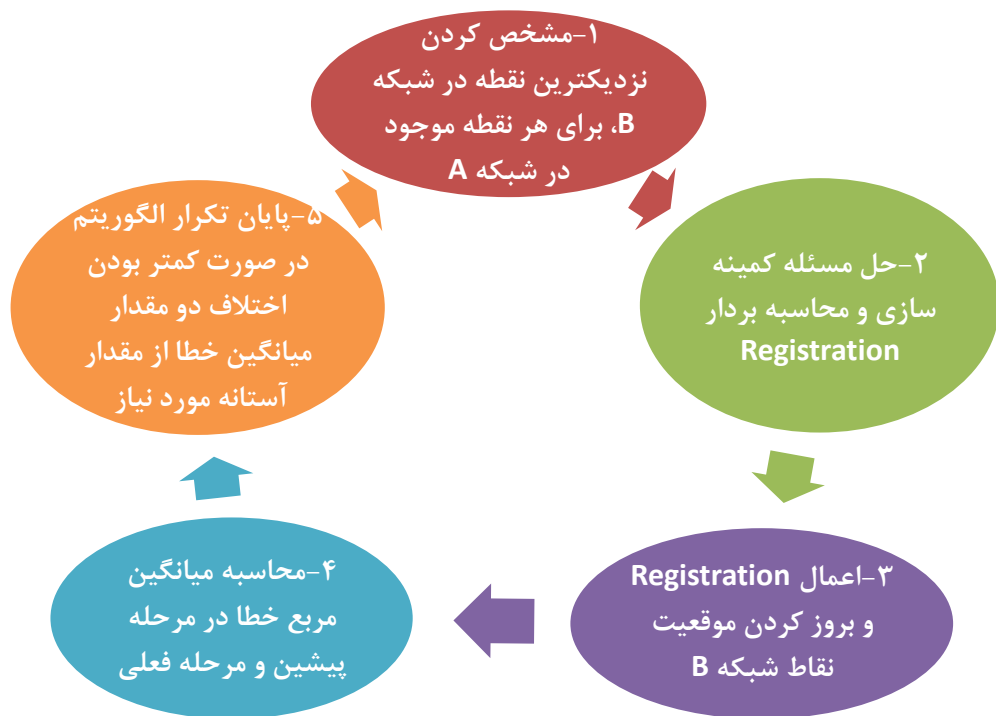 ۱-مشخص کردن
نزدیکترین نقطه در شبکه
B، برای هر نقطه موجود
در شبکه A
۲-حل مسئله کمینه
سازی و محاسبه بردار
Registration
۳-اعمال Registration
و بروز کردن موقعیت
نقاط شبکه B
۴-محاسبه میانگین
مربع خطا در مرحله
پیشین و مرحله فعلی
۵-پایان تکرار الگوریتم
در صورت کمتر بودن
اختلاف دو مقدار
میانگین خطا از مقدار
آستانه مورد نیاز